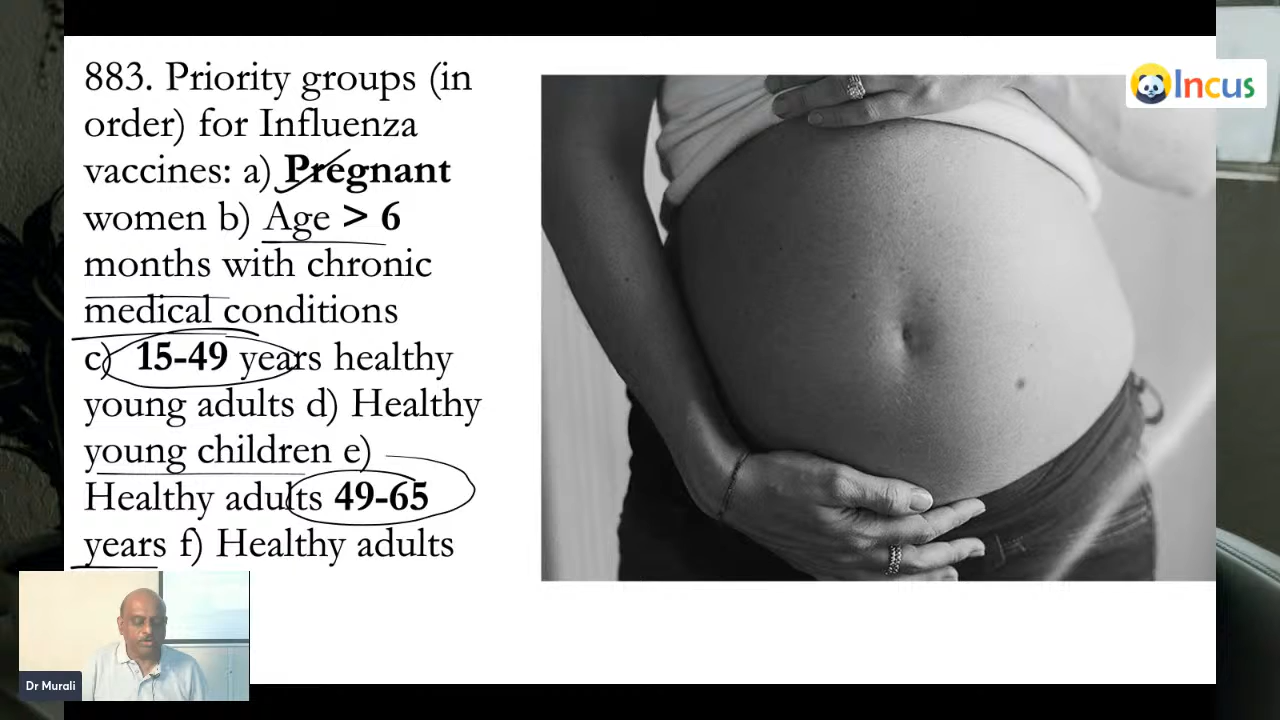 883. Priority groups (in
order) for Influenza
vaccines: a) Pregnant
women b) Age > 6
months with chronic
medical conditions
c) 15-49 years healthy
young adults d) Healthy
young children e)
Healthy adults 49-65
years f) Healthy adults
Incus
Dr Murali